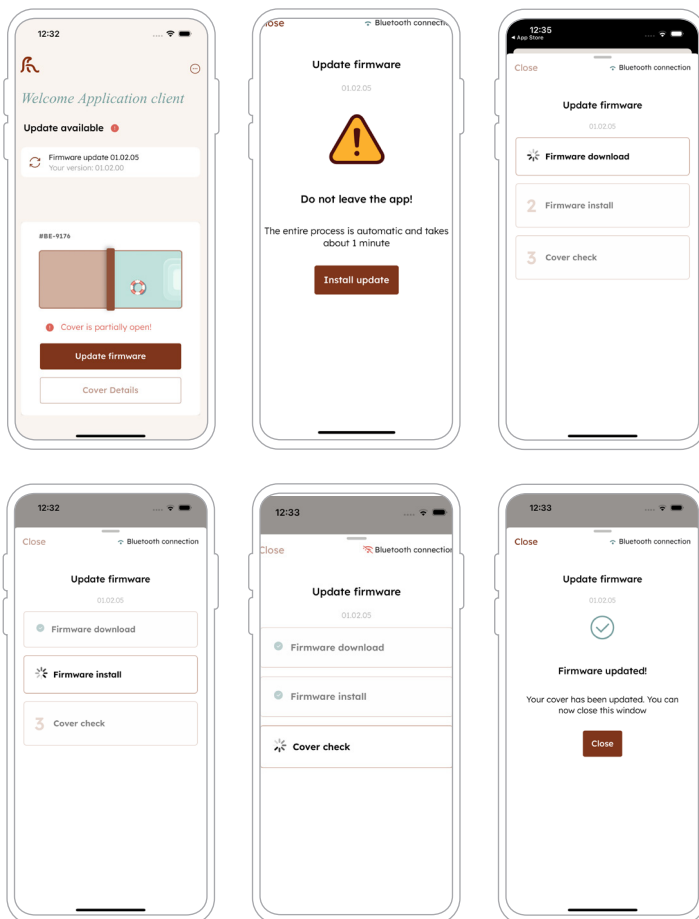 12:32
Welcome Application client
Update available
Firmware update 01.02.05
Your version: 01.02.00
#BE-9176
Cover is partially open!
Update firmware
Cover Details
Bluetooth connection
Update firmware
01.02.05
Do not leave the app!
The entire process is automatic and takes
about 1 minute
Install update
12:35
App Store
Close
Bluetooth connection
Update firmware
01.02.05
Firmware download
2 Firmware install
3 Cover check
12:32
Close
Bluetooth connection
Update firmware
01.02.05
Firmware download
Firmware install
3 Cover check
12:33
Close
Bluetooth connection
Update firmware
01.02.05
Firmware download
Firmware install
Cover check
12:33
Close
Bluetooth connection
Update firmware
01.02.05
Firmware updated!
Your cover has been updated. You can
now close this window
Close